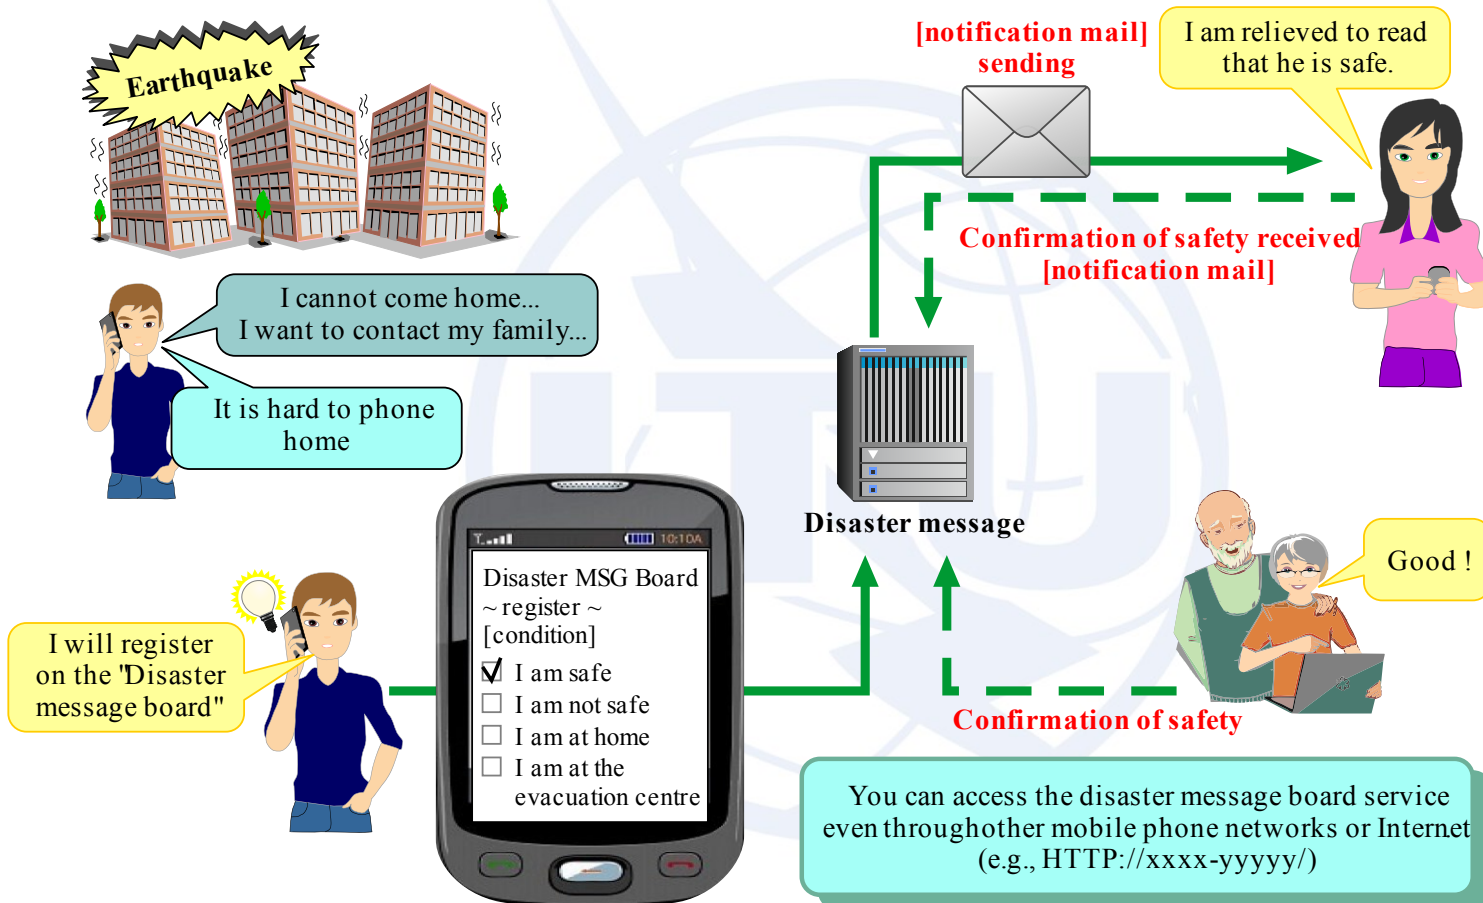 Earthquake
[notification mail]
sending
I am relieved to read
that he is safe.
Confirmation of safety received
[notification mail]
I cannot come home...
I want to contact my family...
It is hard to phone
home
Disaster message
10:10A
Disaster MSG Board
~ register ~
[condition]
I am safe
I am not safe
I am at home
I am at the
evacuation centre
I will register
on the "Disaster
message board"
Good !
Confirmation of safety
You can access the disaster message board service
even throughother mobile phone networks or Internet
(e.g., HTTP://xxxx-yyyyy/)
ITU